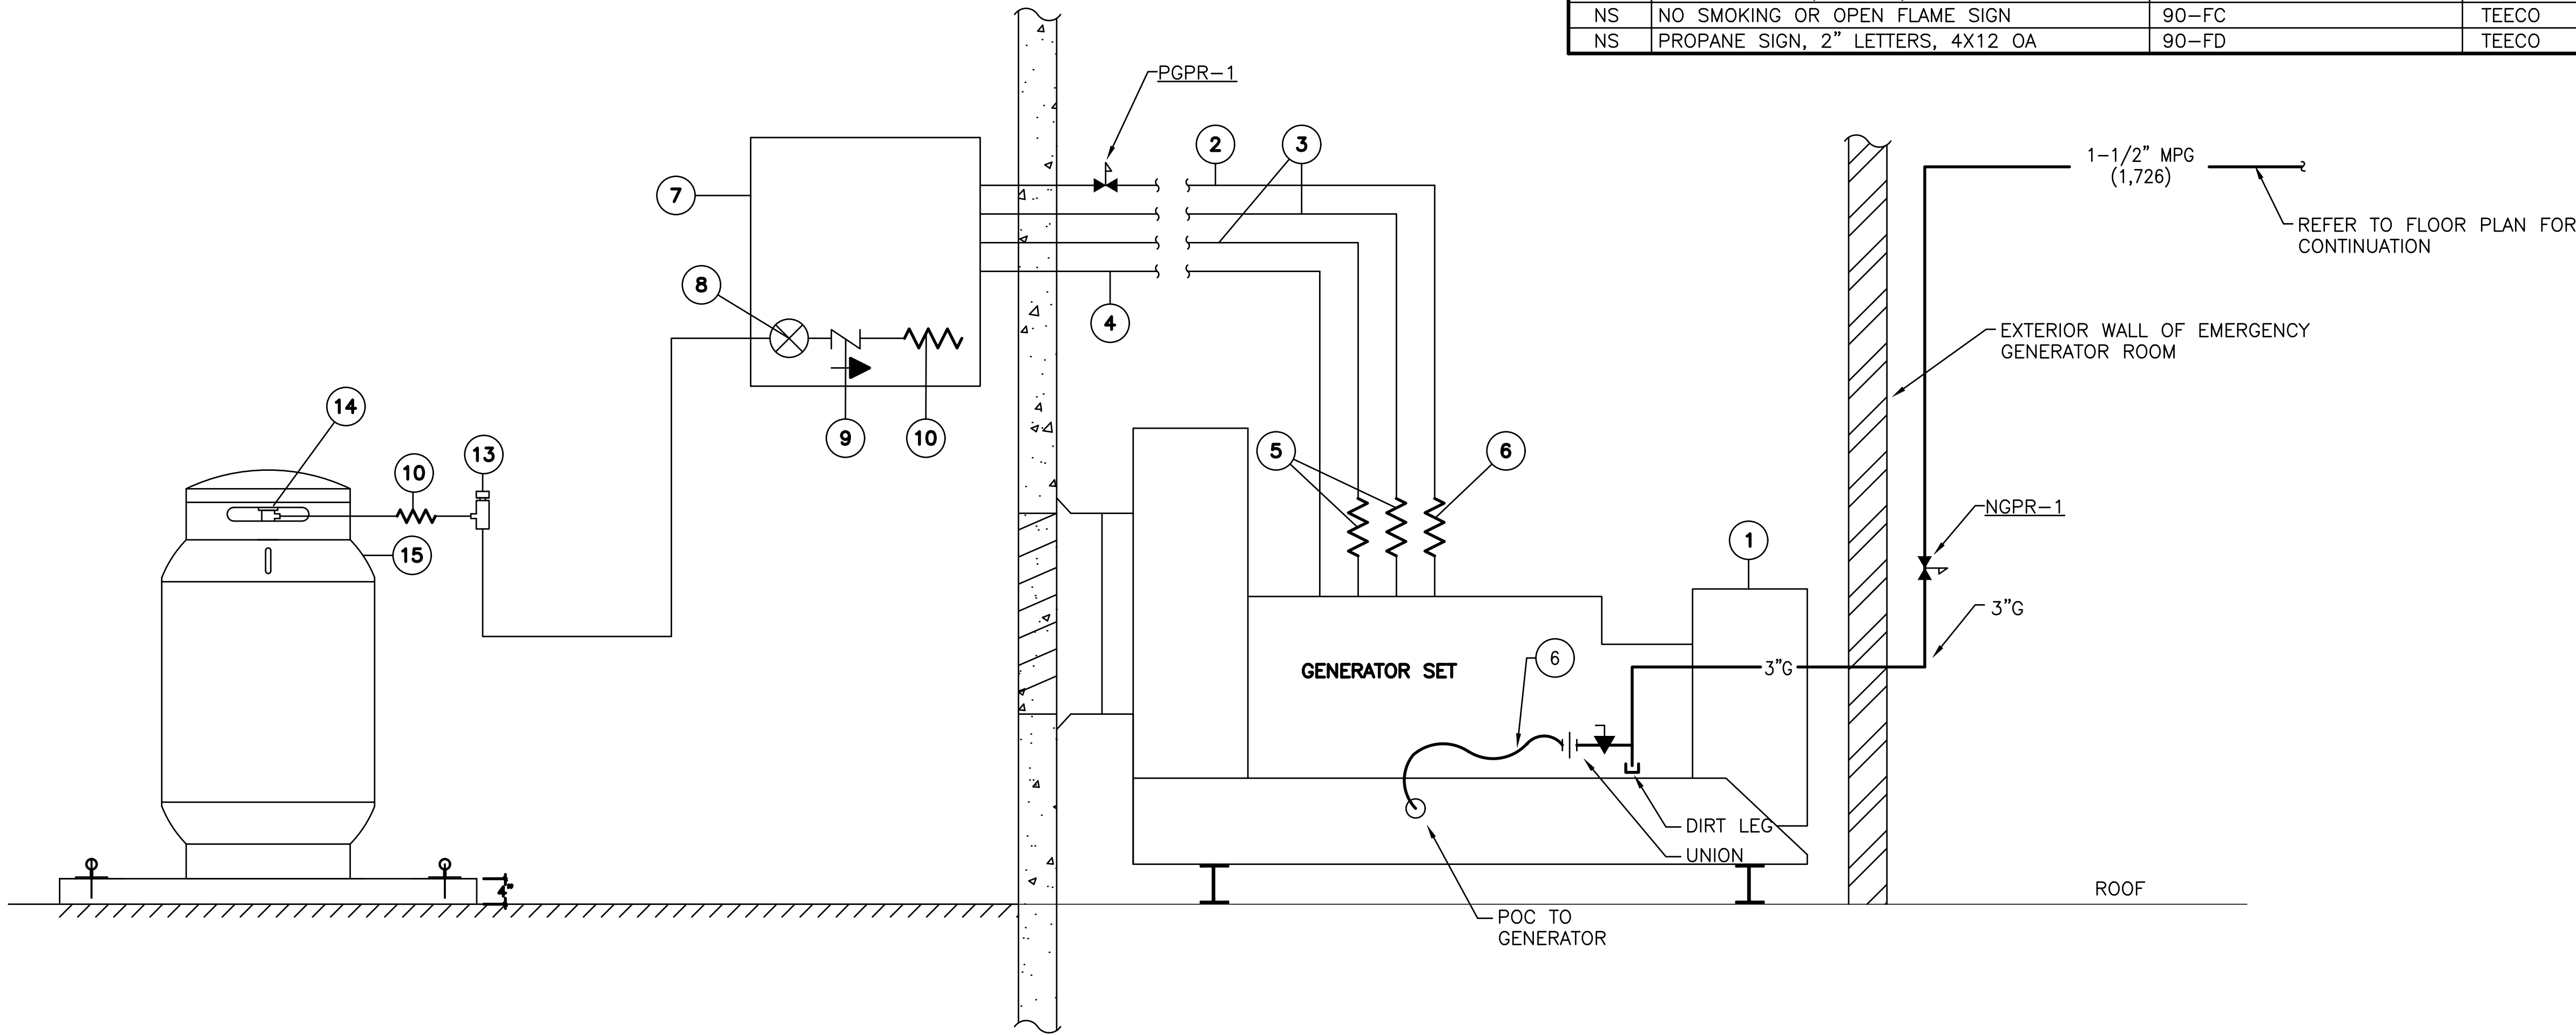 NS NO SMOKING OR OPEN FLAME SIGN 90-FC TEECO
NS PROPANE SIGN, 2" LETTERS, 4X12 OA 90-FD TEECO
PGPR-1
2
3
1-1/2" MPG
(1,726)
7
REFER TO FLOOR PLAN FOR
CONTINUATION
8
4
EXTERIOR WALL OF EMERGENCY
GENERATOR ROOM
14
9
10
13
10
5
6
NGPR-1
15
1
3"G
6
GENERATOR SET
3"G
DIRT LEG
UNION
4"
ROOF
POC TO
GENERATOR